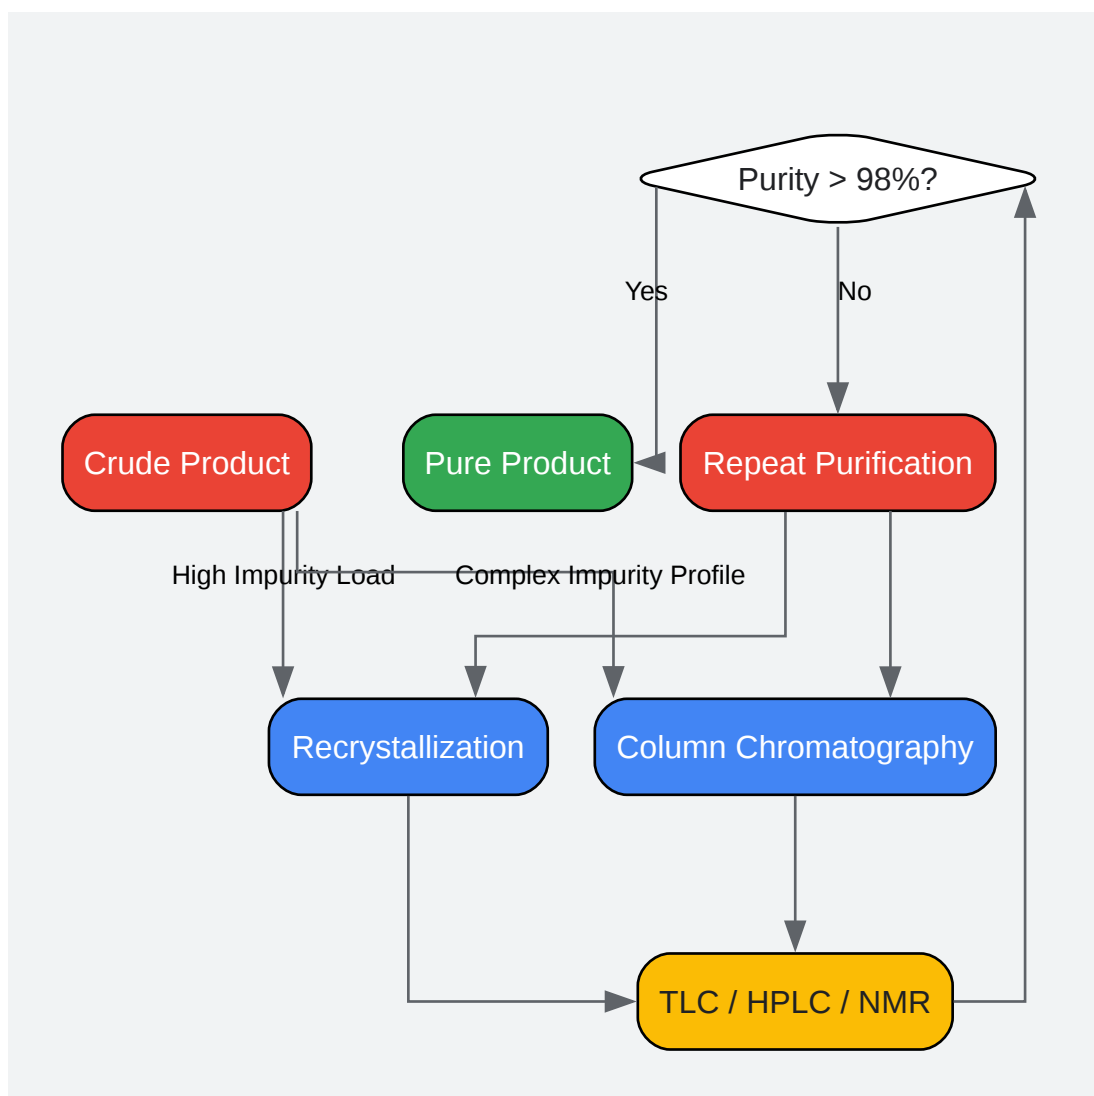 Purity > 98%?
Yes
No
Crude Product
Pure Product
Repeat Purification
High Impurity Load
Complex Impurity Profile
Recrystallization
Column Chromatography
TLC / HPLC / NMR